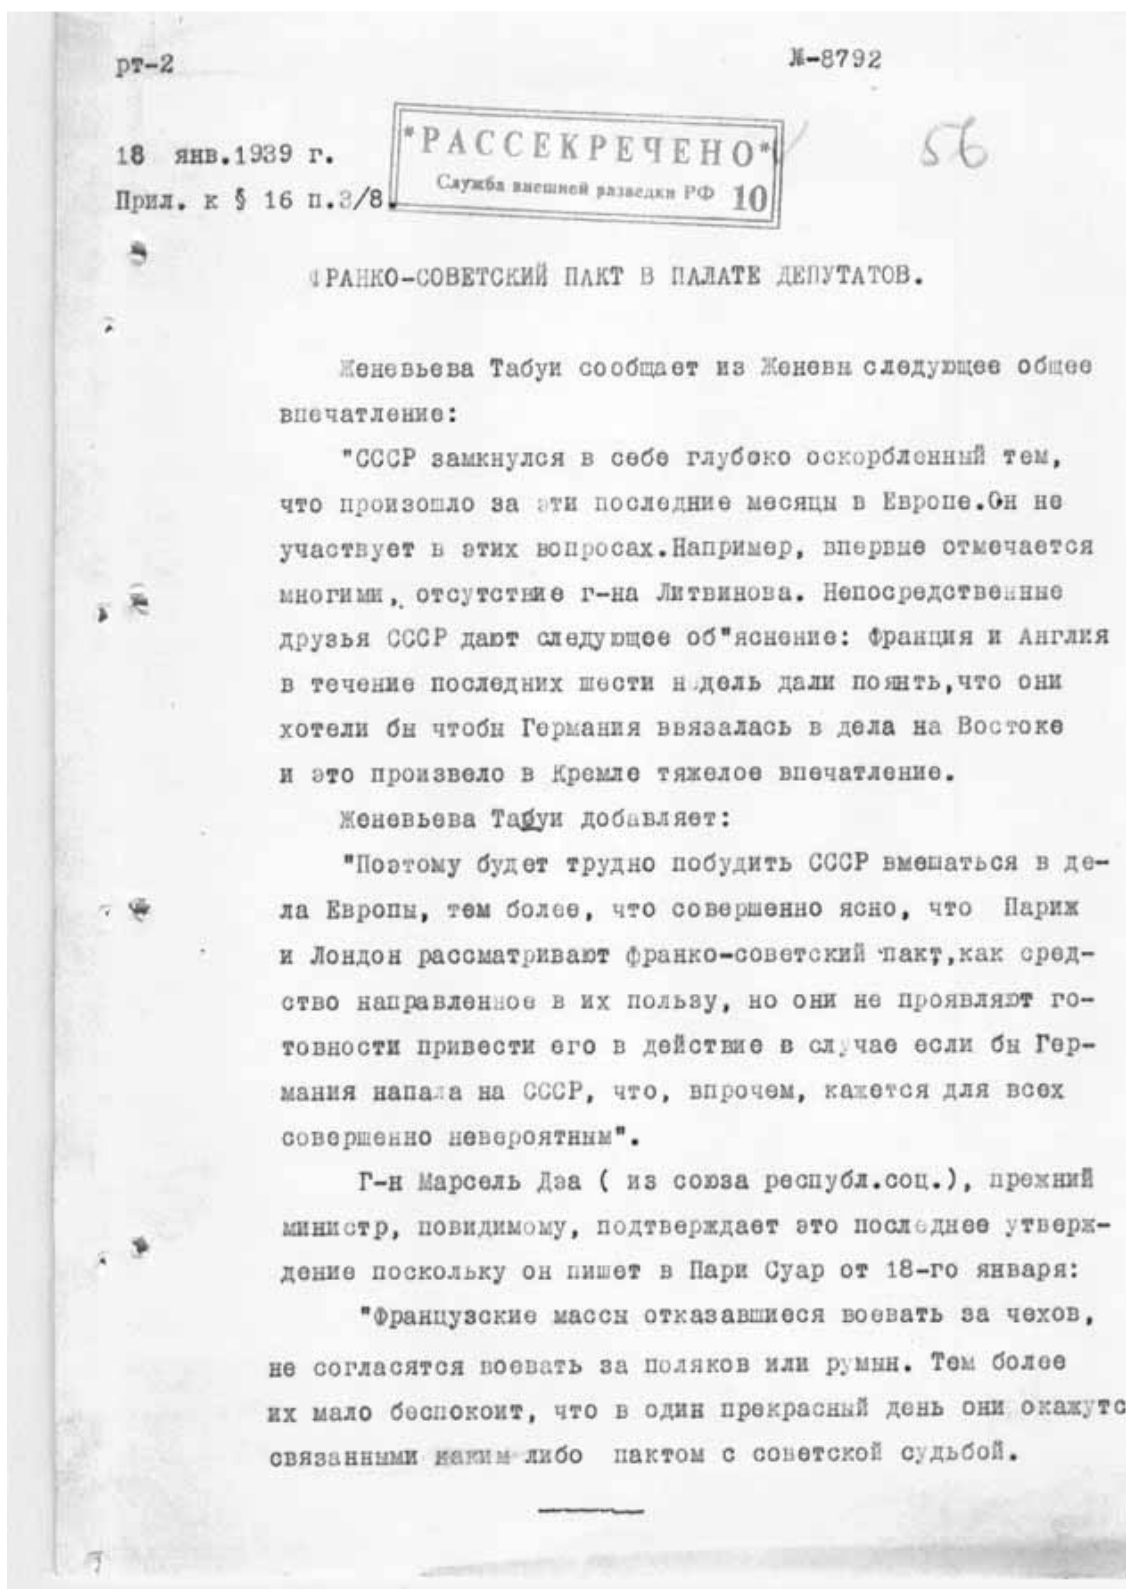 рт-2
№-8792
56
18 янв.1939 г.
Прил. к § 16 п.3/8.
*РАССЕКРЕЧЕНО*
Служба внешней разведки РФ 10
ФРАНКО-СОВЕТСКИЙ ПАКТ В ПАЛАТЕ ДЕПУТАТОВ.
Женевьева Табуи сообщает из Женевы следующее общее
впечатление:
"СССР замкнулся в себе глубоко оскорбленный тем,
что произошло за эти последние месяцы в Европе.Он не
участвует в этих вопросах.Например, впервые отмечается
многими, отсутствие г-на Литвинова. Непосредственные
друзья СССР дают следующее об"яснение: Франция и Англия
в течение последних шести недель дали поянть,что они
хотели бы чтобы Германия ввязалась в дела на Востоке
и это произвело в Кремле тяжелое впечатление.
Женевьева Табуи добавляет:
"Поэтому будет трудно побудить СССР вмешаться в де-
ла Европы, тем более, что совершенно ясно, что Париж
и Лондон рассматривают франко-советский пакт,как сред-
ство направленное в их пользу, но они не проявляют го-
товности привести его в действие в случае если бы Гер-
мания напала на СССР, что, впрочем, кажется для всех
совершенно невероятным".
Г-н Марсель Дэа ( из союза республ.соц.), прежний
министр, повидимому, подтверждает это последнее утверж-
дение поскольку он пишет в Пари Суар от 18-го января:
"Французские массы отказавшиеся воевать за чехов,
не согласятся воевать за поляков или румын. Тем более
их мало беспокоит, что в один прекрасный день они окажутс
связанными каким либо пактом с советской судьбой.